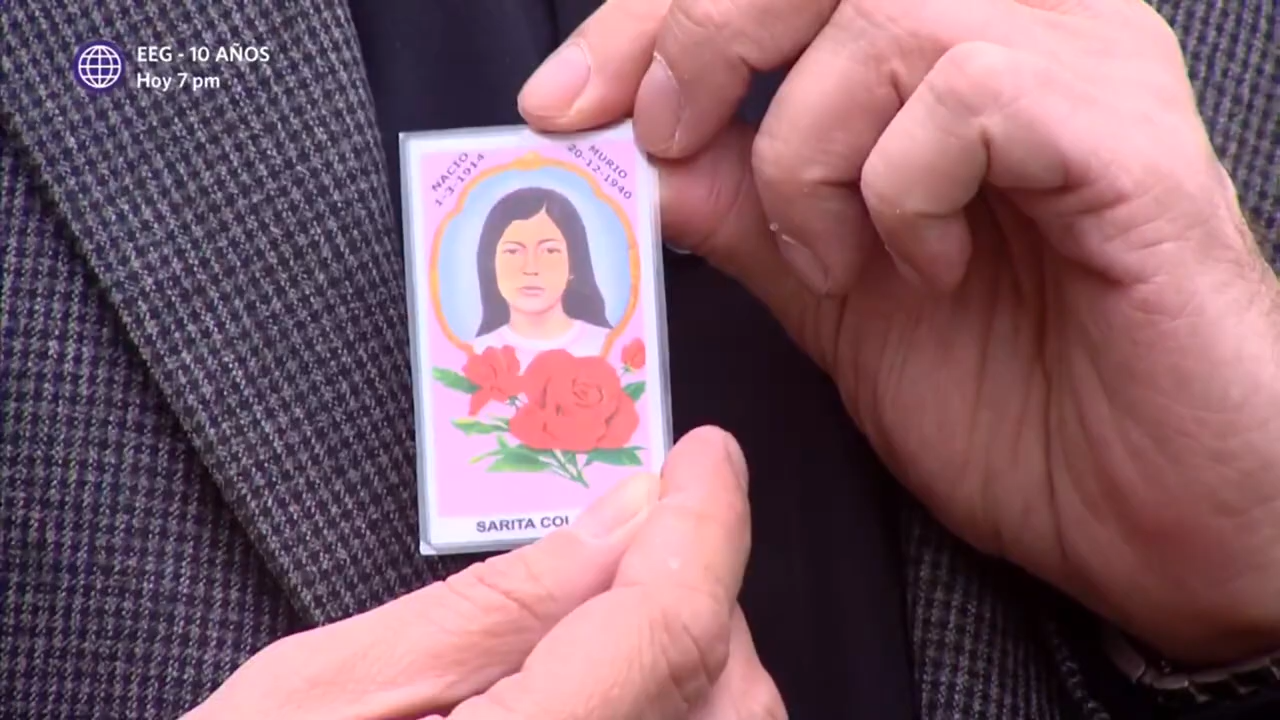 EEG - 10 AÑOS
Hoy 7 pm
NACIO
1-3-1914
MURIO
20-12-1940
SARITA COL